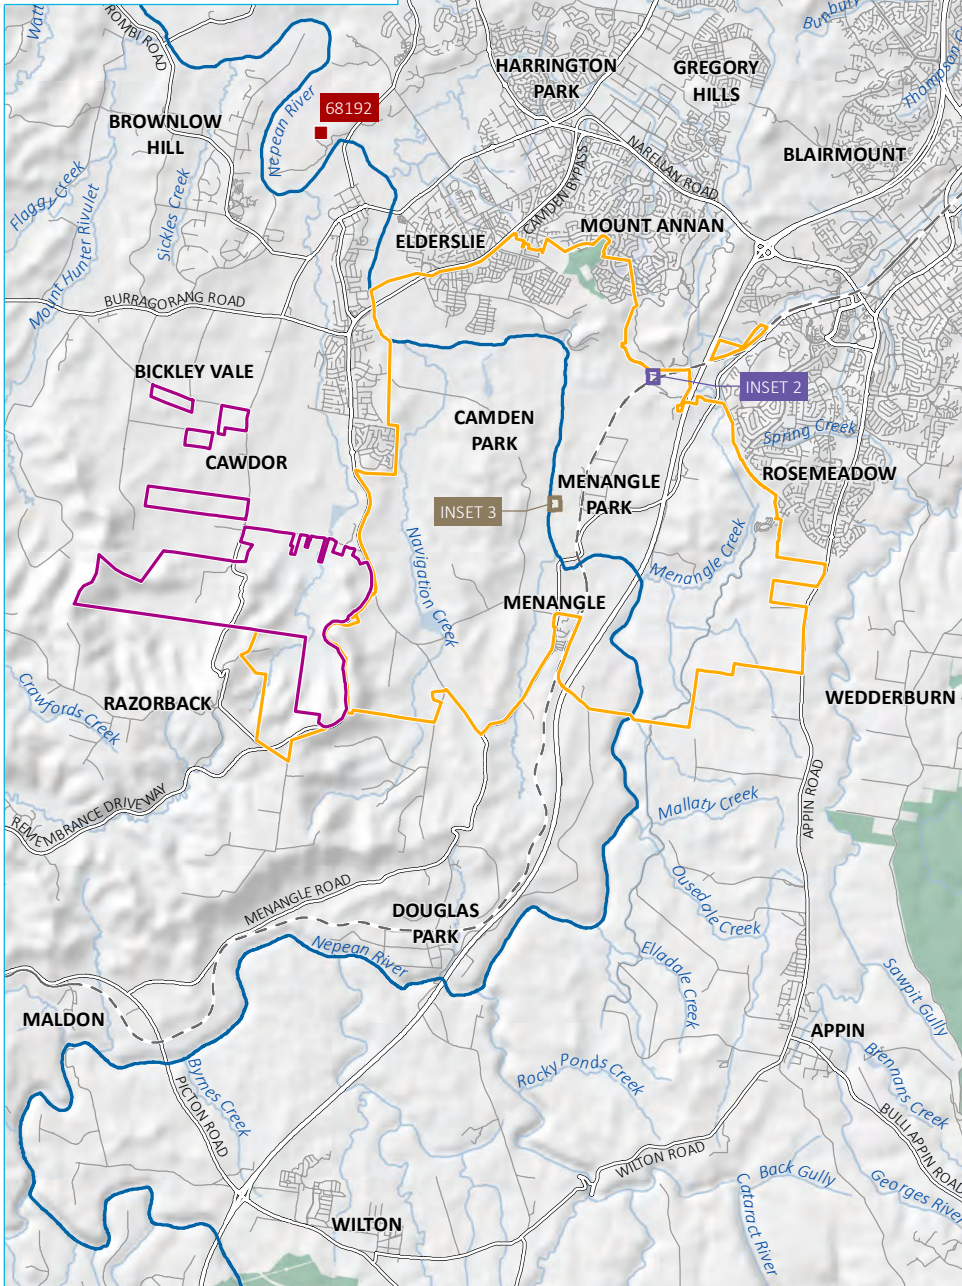 Watt
ROMBI ROAD
HARRINGTON
PARK
GREGORY
HILLS
Bunbury
Thompson C
68192
Nepean River
BROWNLOW
HILL
NARELLAN ROAD
BLAIRMOUNT
Flaggy Creek
Mount Hunter Rivulet
Sickles Creek
CAMDEN BYPASS
ELDERSLIE
MOUNT ANNAN
BURRAGORANG ROAD
BICKLEY VALE
INSET 2
CAMDEN
PARK
Spring Creek
CAWDOR
ROSEMEADOW
MENANGLE
PARK
INSET 3
Navigation Creek
Menangle Creek
MENANGLE
Crawfords Creek
RAZORBACK
WEDDERBURN
REMEMBRANCE DRIVEWAY
Mallaty Creek
APPIN ROAD
MENANGLE ROAD
Ousedale Creek
DOUGLAS
PARK
Nepean River
Elladale Creek
Sawpit Gully
MALDON
APPIN
Brennans Creek
Byrnes Creek
PICTON ROAD
Rocky Ponds Creek
BULLI APPIN ROAD
WILTON ROAD
Back Gully
Georges River
Cataract River
WILTON